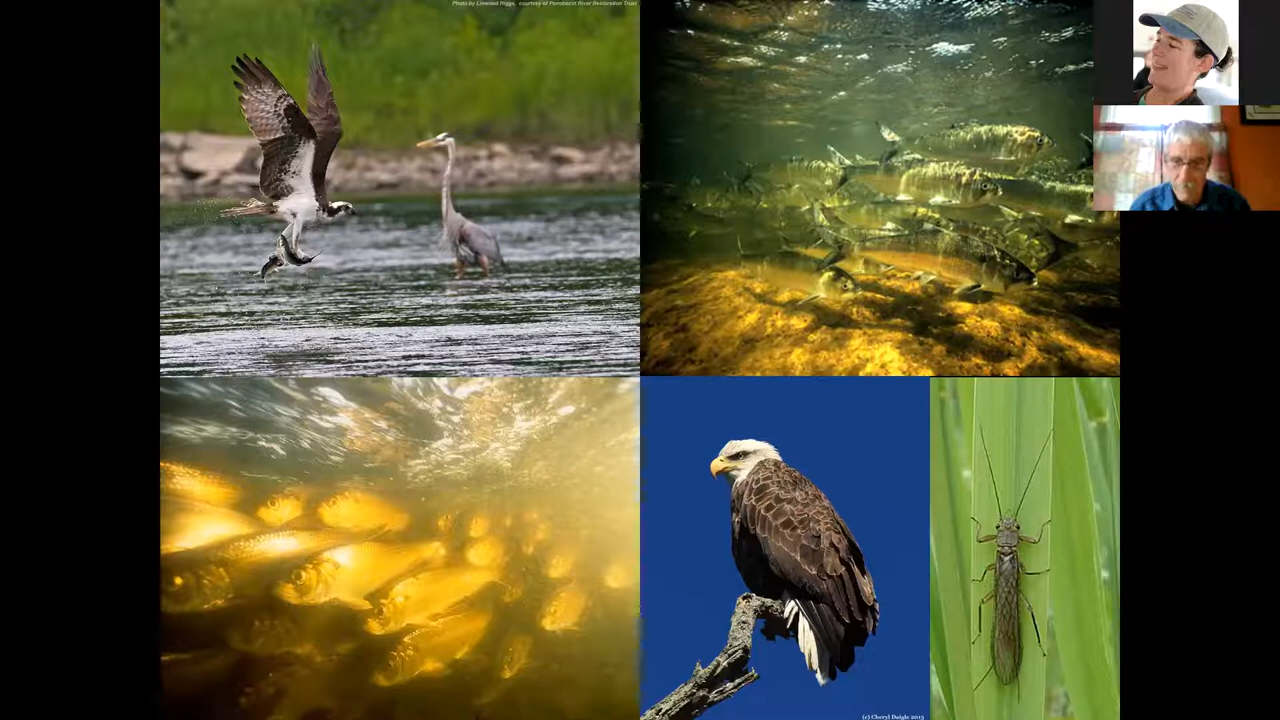 Photo by Linwood Riggs, courtesy of Penobscot River Restoration Trust
(c) Cheryl Daigle 2013